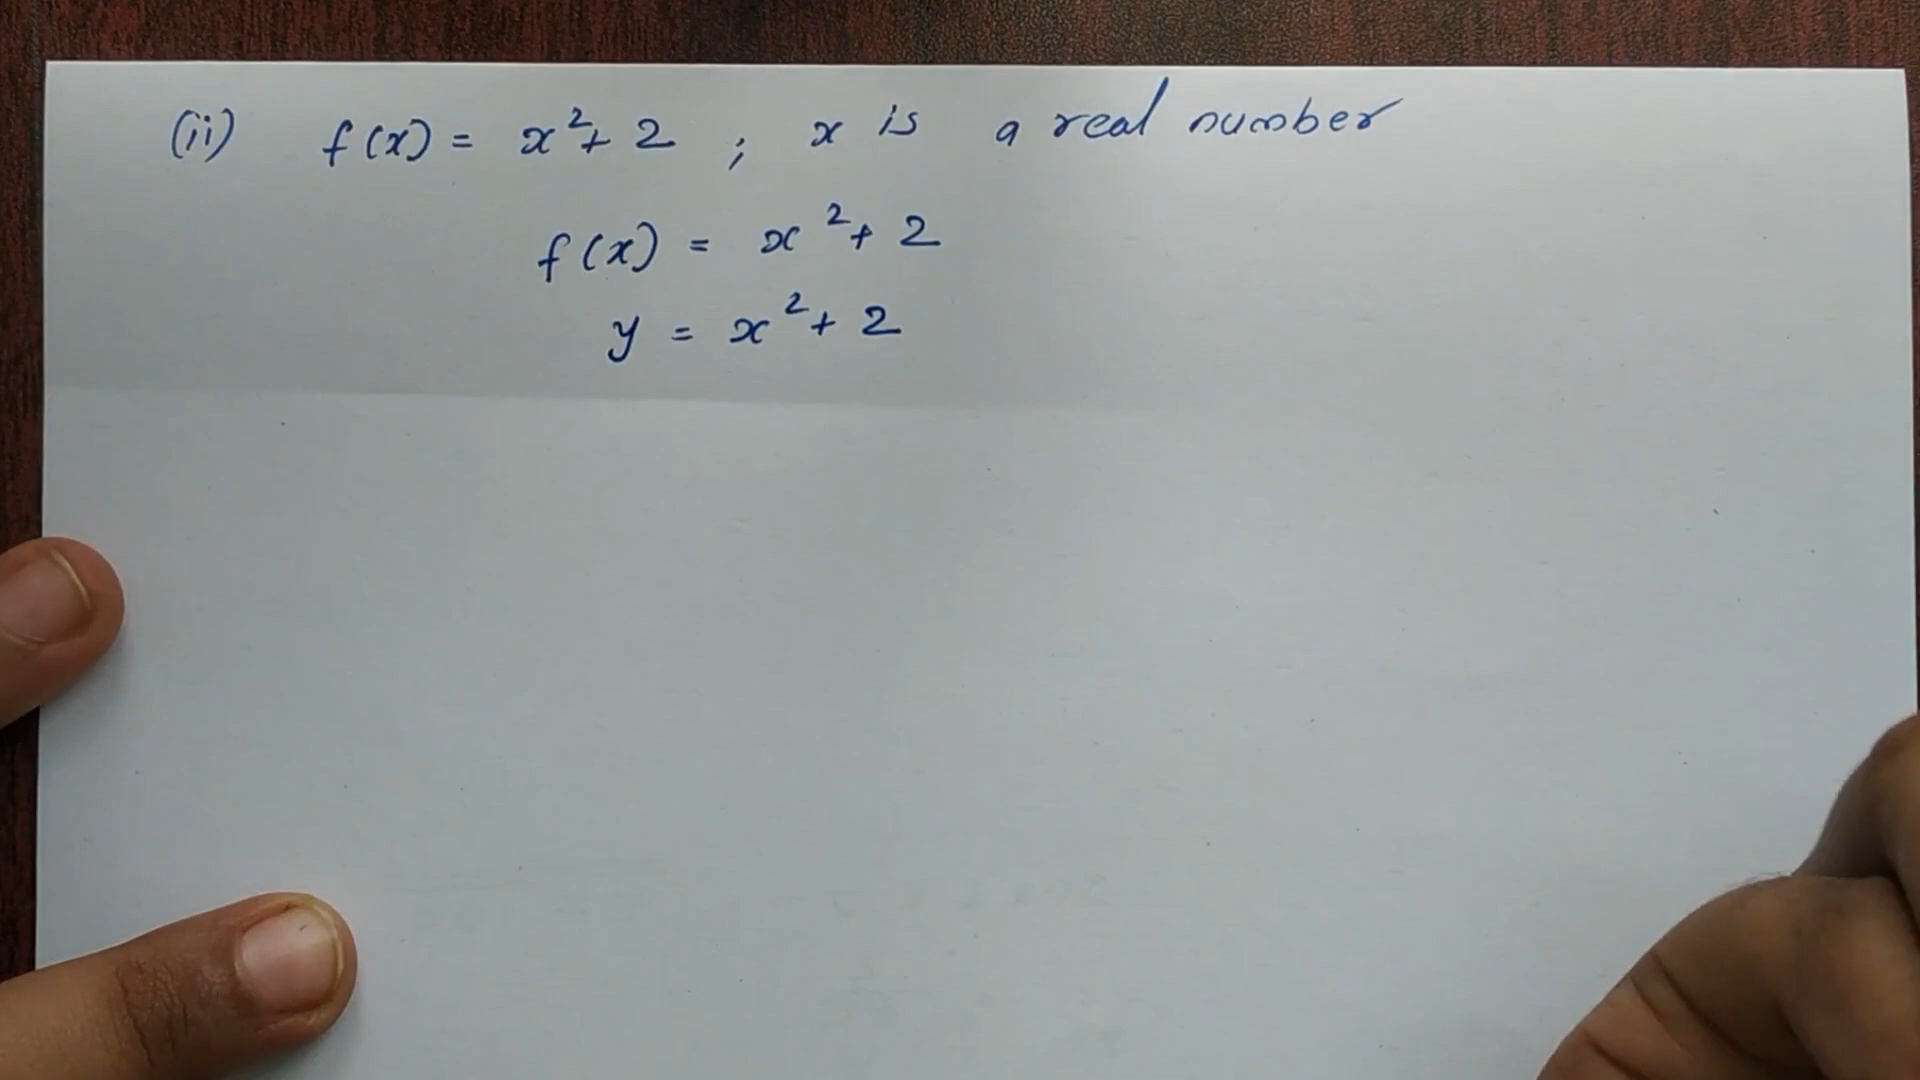 (ii) f(x) = x²+ 2 ; x is a real number
f(x) = x²+ 2
y = x²+ 2